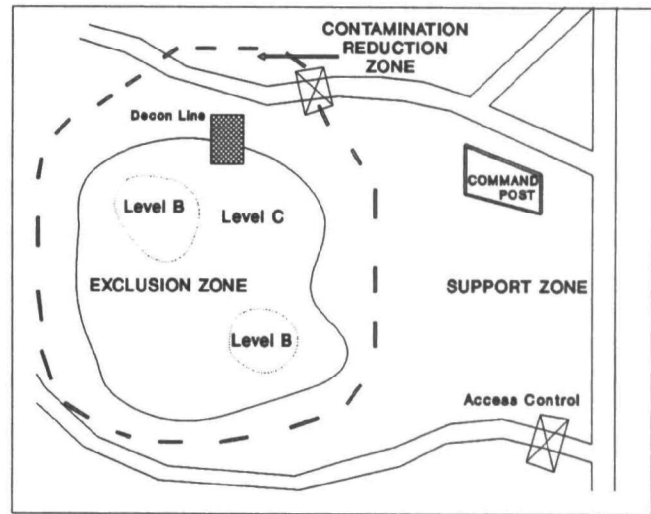 CONTAMINATION
REDUCTION
ZONE
Decon Line
Level B
Level C
COMMAND
POST
EXCLUSION ZONE
SUPPORT ZONE
Level B
Access Control